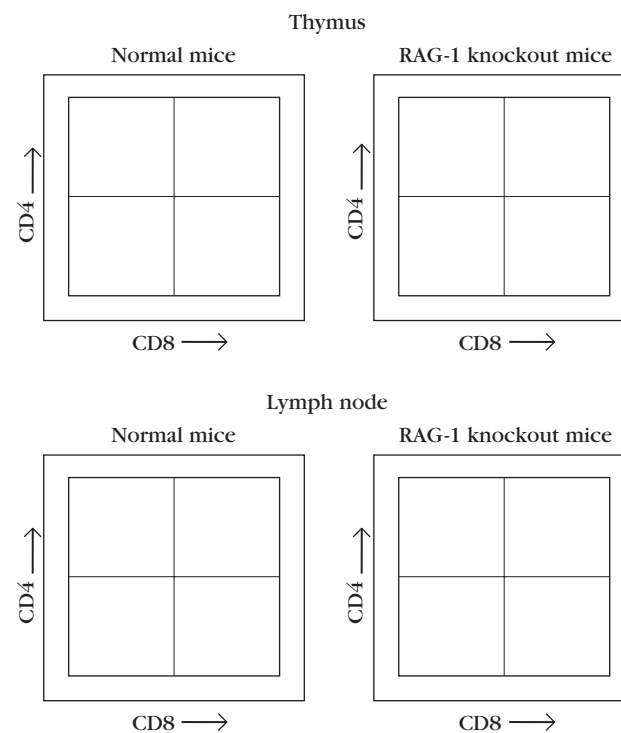 Thymus
Normal mice RAG-1 knockout mice
CD4 CD4
CD8 CD8
Lymph node
Normal mice RAG-1 knockout mice
CD4 CD4
CD8 CD8